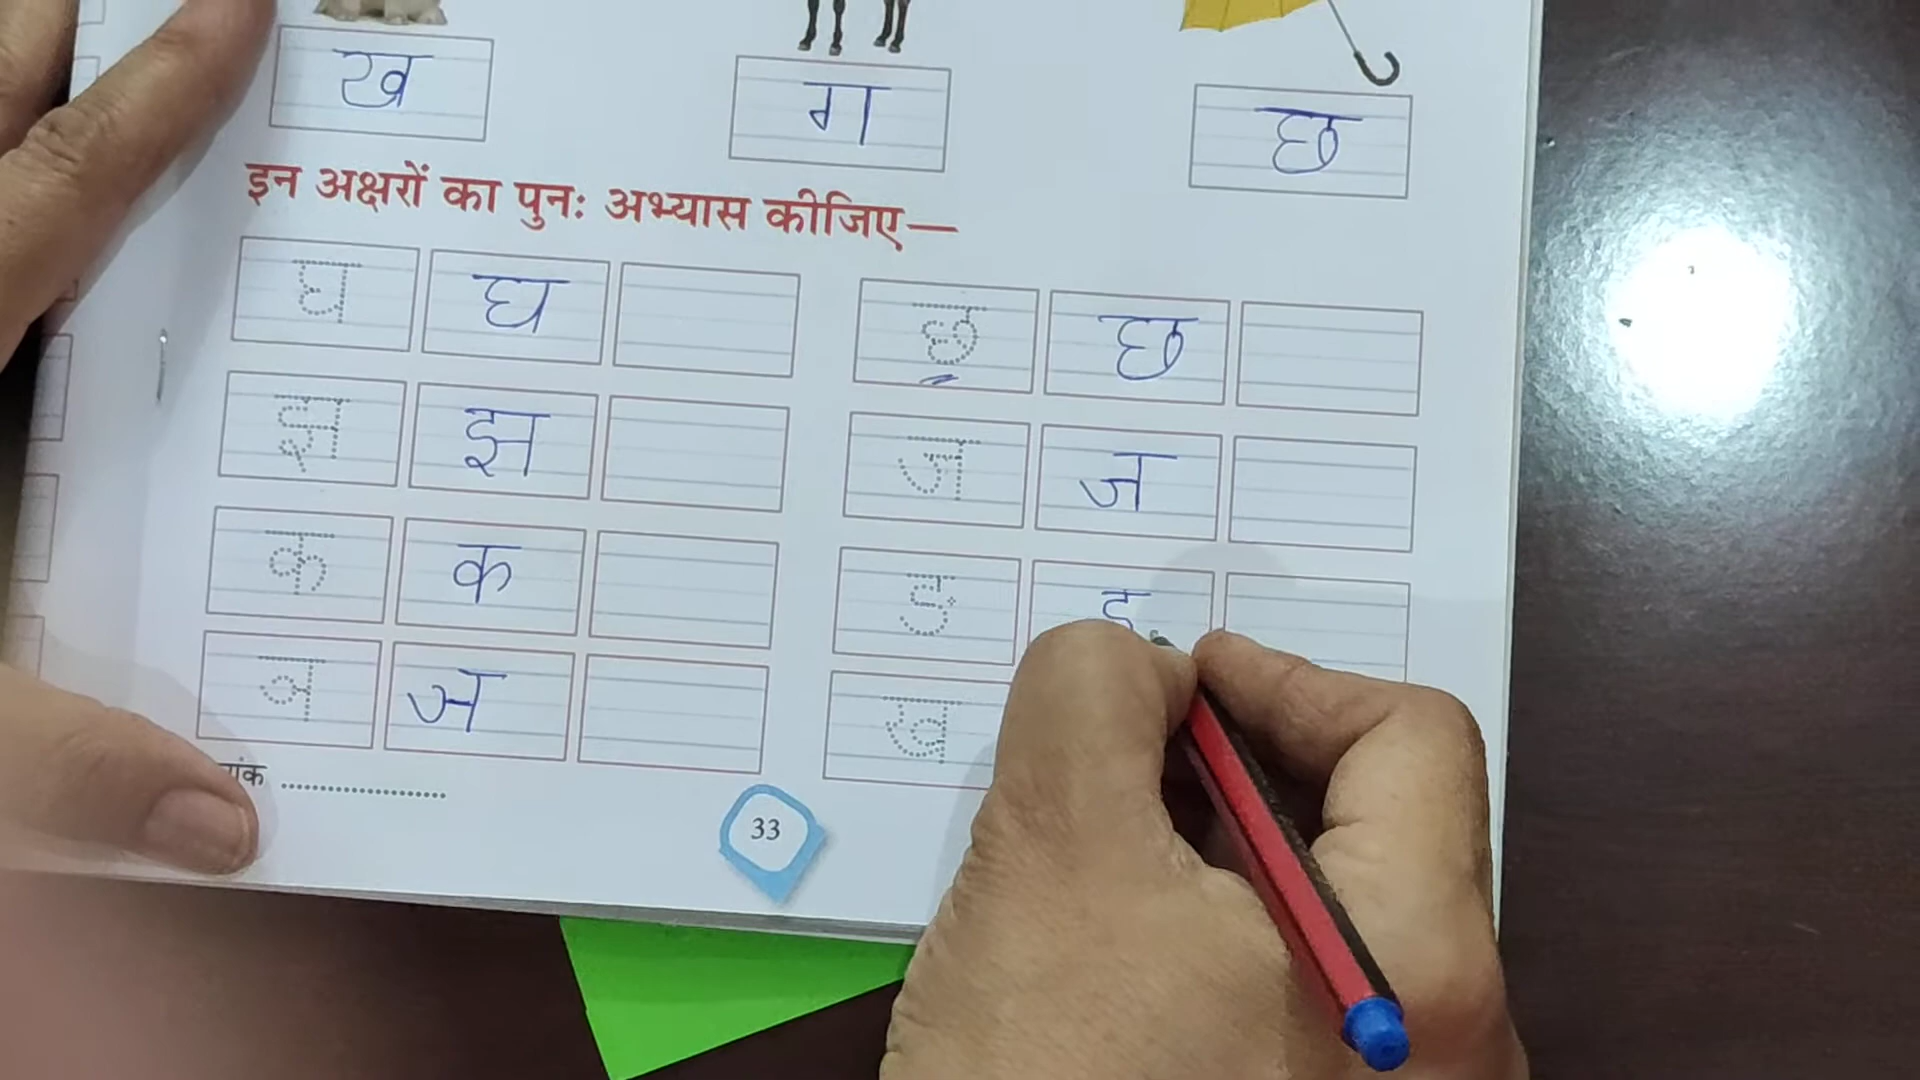 ख ग छ
इन अक्षरों का पुनः अभ्यास कीजिए—
घ घ छ छ
झ झ ज ज
क क ङ ङ
ञ ञ ख
33